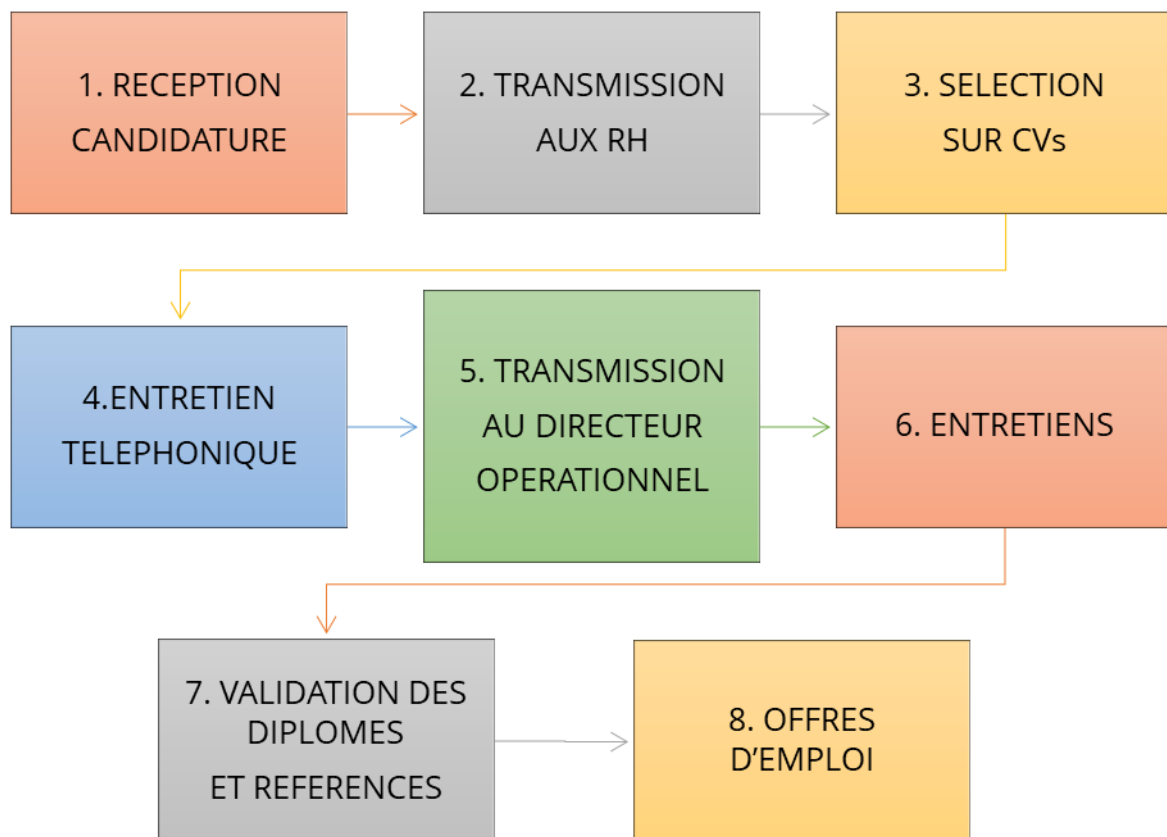 1. RECEPTION
CANDIDATURE
2. TRANSMISSION
AUX RH
3. SELECTION
SUR CVs
4.ENTRETIEN
TELEPHONIQUE
5. TRANSMISSION
AU DIRECTEUR
OPERATIONNEL
6. ENTRETIENS
7. VALIDATION DES
DIPLOMES
ET REFERENCES
8. OFFRES
D’EMPLOI